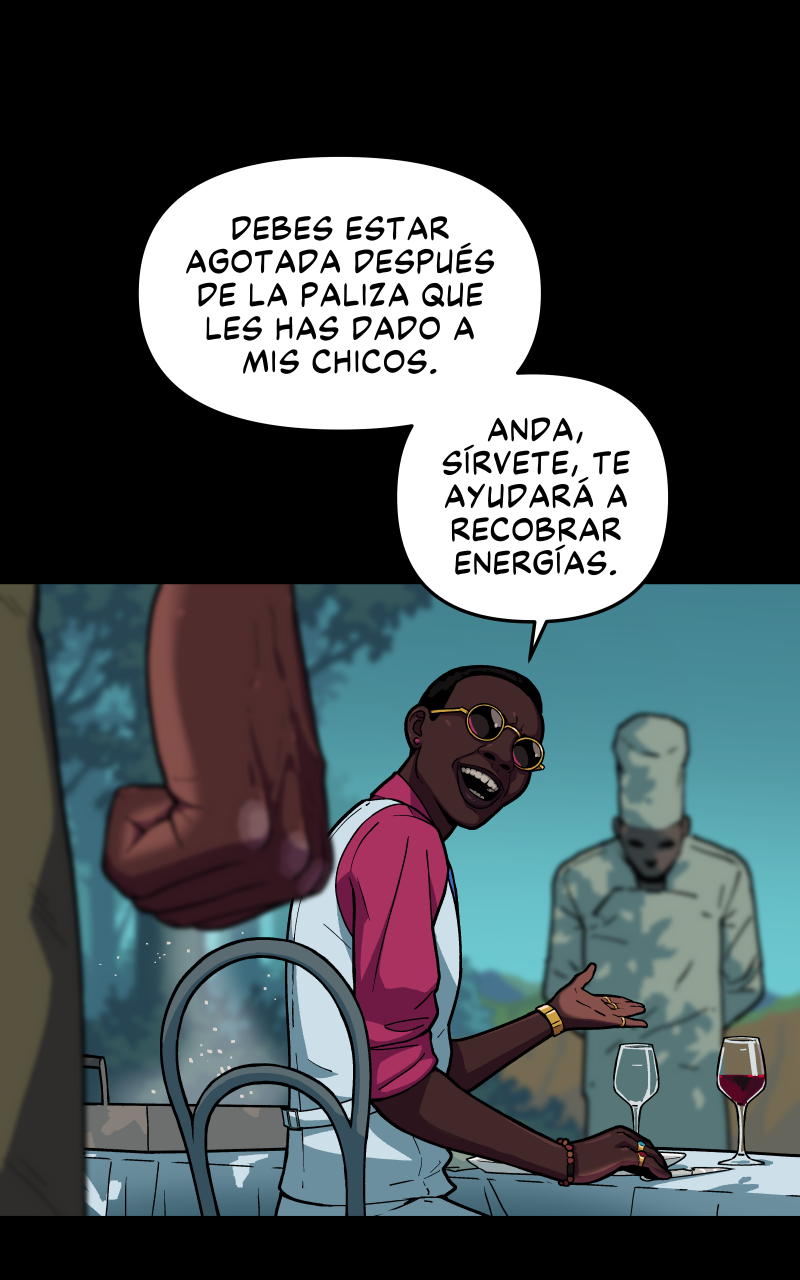 DEBES ESTAR
AGOTADA DESPUÉS
DE LA PALIZA QUE
LES HAS DADO A
MIS CHICOS.
ANDA,
SÍRVETE, TE
AYUDARÁ A
RECOBRAR
ENERGÍAS.